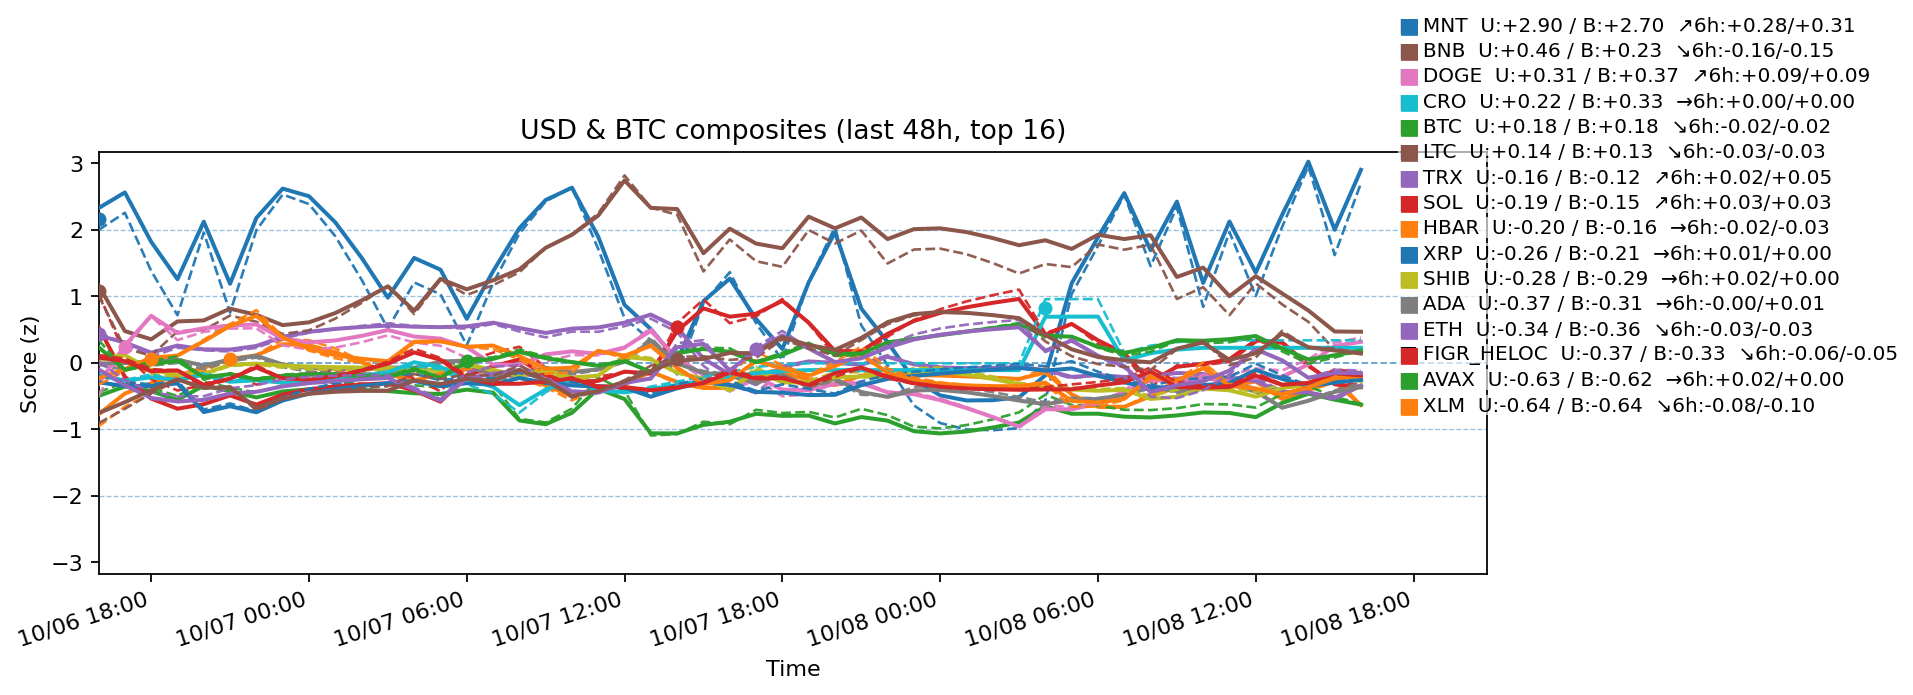 MNT  U:+2.90 / B:+2.70  ↗6h:+0.28/+0.31
BNB  U:+0.46 / B:+0.23  ↘6h:-0.16/-0.15
DOGE  U:+0.31 / B:+0.37  ↗6h:+0.09/+0.09
CRO  U:+0.22 / B:+0.33  →6h:+0.00/+0.00
BTC  U:+0.18 / B:+0.18  ↘6h:-0.02/-0.02
LTC  U:+0.14 / B:+0.13  ↘6h:-0.03/-0.03
TRX  U:-0.16 / B:-0.12  ↗6h:+0.02/+0.05
SOL  U:-0.19 / B:-0.15  ↗6h:+0.03/+0.03
HBAR  U:-0.20 / B:-0.16  →6h:-0.02/-0.03
XRP  U:-0.26 / B:-0.21  →6h:+0.01/+0.00
SHIB  U:-0.28 / B:-0.29  →6h:+0.02/+0.00
ADA  U:-0.37 / B:-0.31  →6h:-0.00/+0.01
ETH  U:-0.34 / B:-0.36  ↘6h:-0.03/-0.03
FIGR_HELOC  U:-0.37 / B:-0.33  ↘6h:-0.06/-0.05
AVAX  U:-0.63 / B:-0.62  →6h:+0.02/+0.00
XLM  U:-0.64 / B:-0.64  ↘6h:-0.08/-0.10
USD & BTC composites (last 48h, top 16)
Score (z)
3
2
1
0
−1
−2
−3
10/06 18:00
10/07 00:00
10/07 06:00
10/07 12:00
10/07 18:00
10/08 00:00
10/08 06:00
10/08 12:00
10/08 18:00
Time